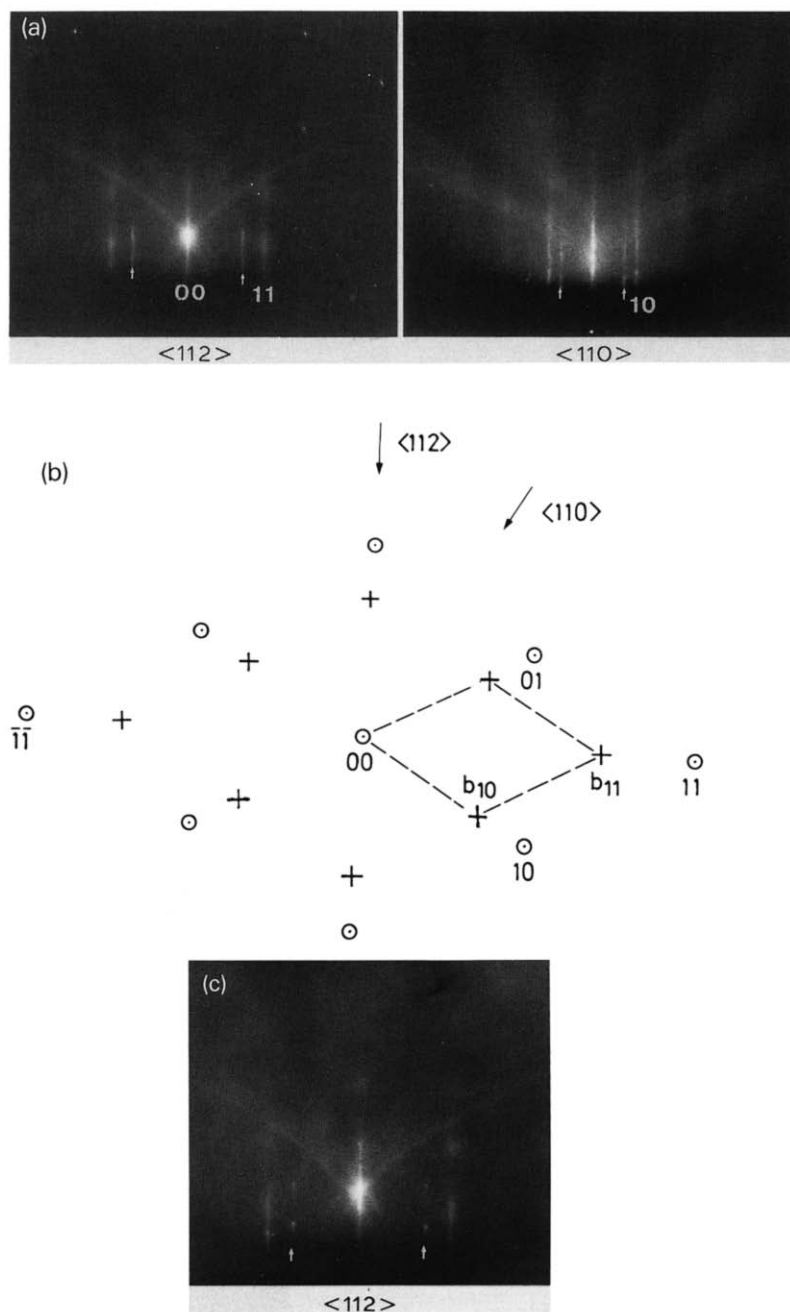 (a)
00 11
10
<112>
<110>
(b)
⟨112⟩
⟨110⟩
01
1̅1̅
00
b₁₀
b₁₁
11
10
(c)
<112>